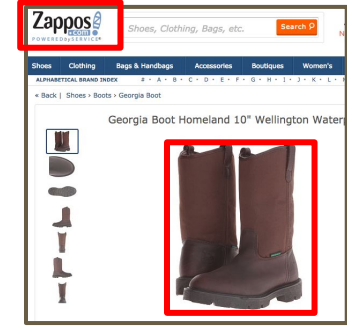 Zappos
.com
POWERED by SERVICE®
Shoes, Clothing, Bags, etc.
Search
N
Shoes Clothing Bags & Handbags Accessories Boutiques Women's
ALPHABETICAL BRAND INDEX # · A · B · C · D · E · F · G · H · I · J · K · L ·
« Back | Shoes › Boots › Georgia Boot
Georgia Boot Homeland 10" Wellington Waterp